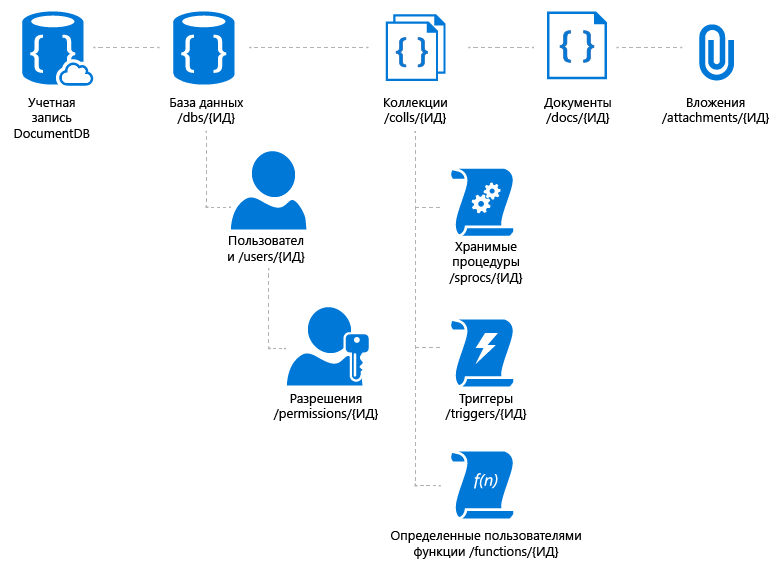 Учетная
запись
DocumentDB
База данных
/dbs/{ИД}
Коллекции
/colls/{ИД}
Документы
/docs/{ИД}
Вложения
/attachments/{ИД}
Пользовател
и /users/{ИД}
Хранимые
процедуры
/sprocs/{ИД}
Разрешения
/permissions/{ИД}
Триггеры
/triggers/{ИД}
f(n)
Определенные пользователями
функции /functions/{ИД}